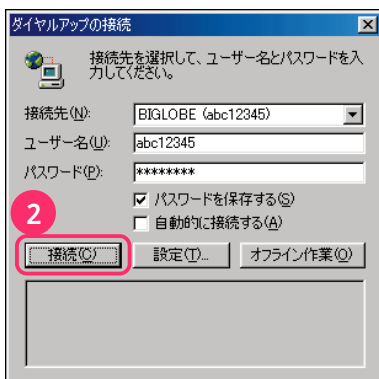 ダイヤルアップの接続
接続先を選択して、ユーザー名とパスワードを入
力してください。
接続先(N): BIGLOBE (abc12345)
ユーザー名(U): abc12345
パスワード(P): ********
パスワードを保存する(S)
自動的に接続する(A)
2
接続(C) 設定(T)... オフライン作業(O)